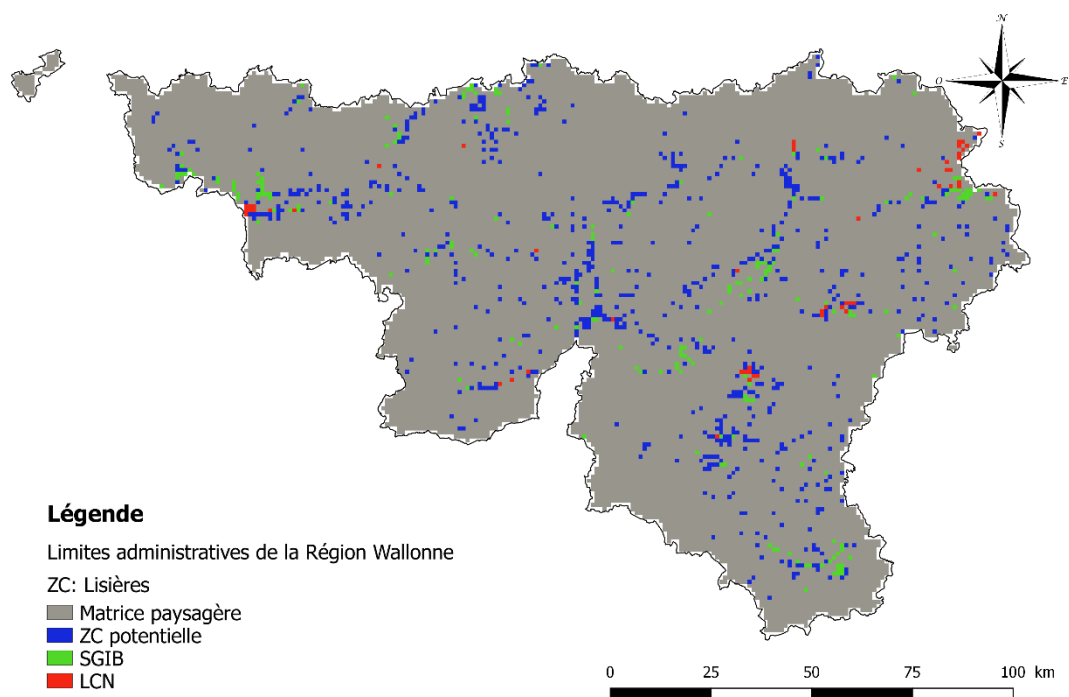 N
O
E
S
Légende
Limites administratives de la Région Wallonne
ZC: Lisières
Matrice paysagère
ZC potentielle
SGIB
LCN
0 25 50 75 100 km